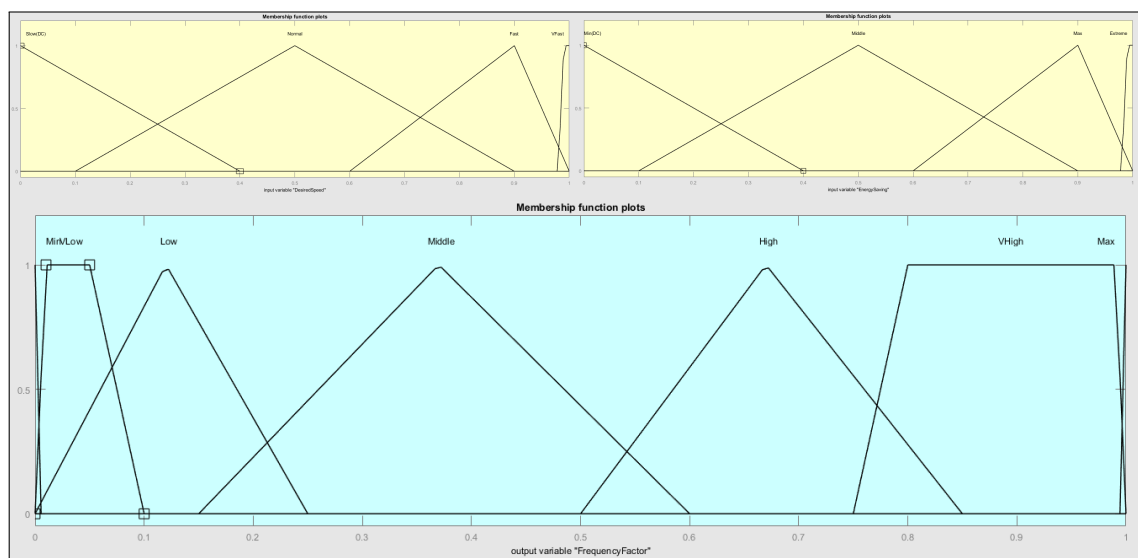 Membership function plots
Slow(DC) Normal Fast VFast
1
0.5
0
0 0.1 0.2 0.3 0.4 0.5 0.6 0.7 0.8 0.9 1
input variable "DesiredSpeed"
Membership function plots
Min(DC) Middle Max Extreme
1
0.5
0
0 0.1 0.2 0.3 0.4 0.5 0.6 0.7 0.8 0.9 1
input variable "EnergySaving"
Membership function plots
Low Middle High VHigh Max
1
0.5
0
0 0.1 0.2 0.3 0.4 0.5 0.6 0.7 0.8 0.9 1
output variable "FrequencyFactor"